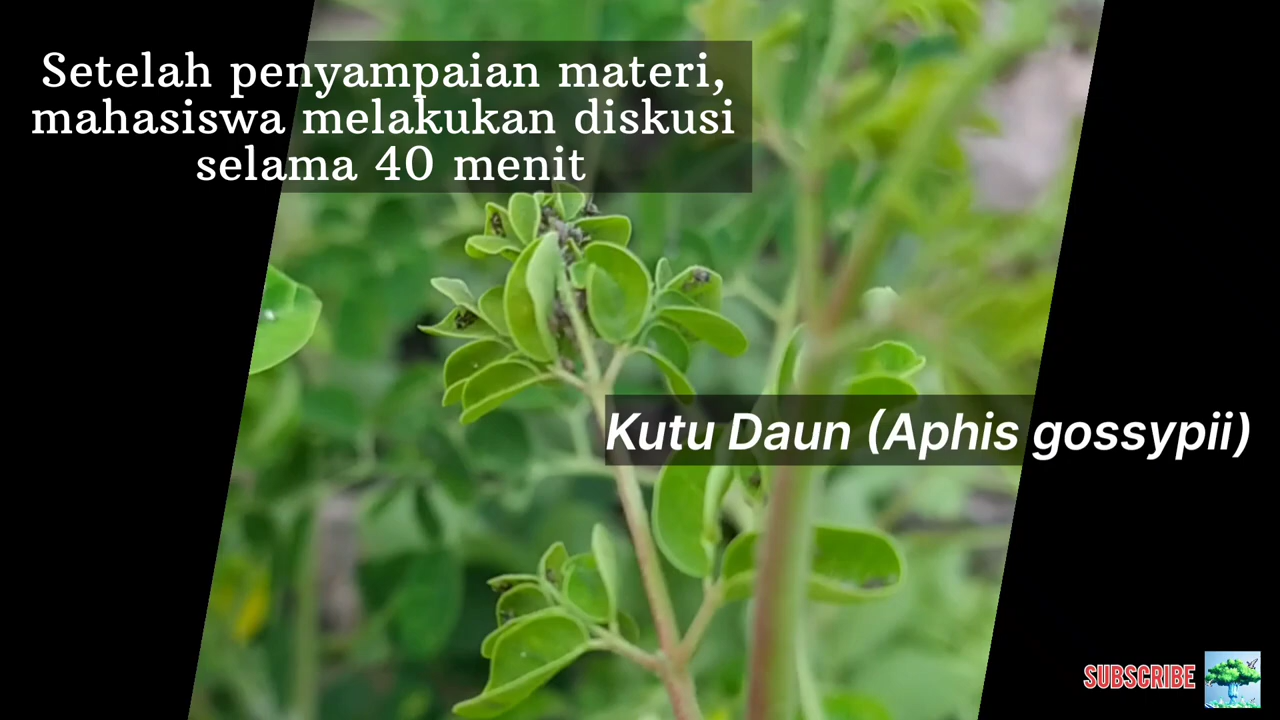 Setelah penyampaian materi,
mahasiswa melakukan diskusi
selama 40 menit
Kutu Daun (Aphis gossypii)
SUBSCRIBE